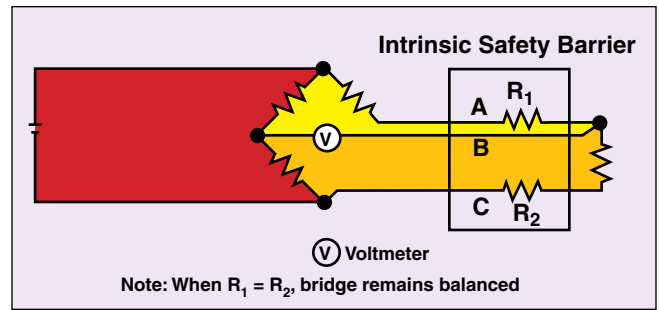 Intrinsic Safety Barrier
A R₁
V B
C R₂
V Voltmeter
Note: When R₁ = R₂, bridge remains balanced